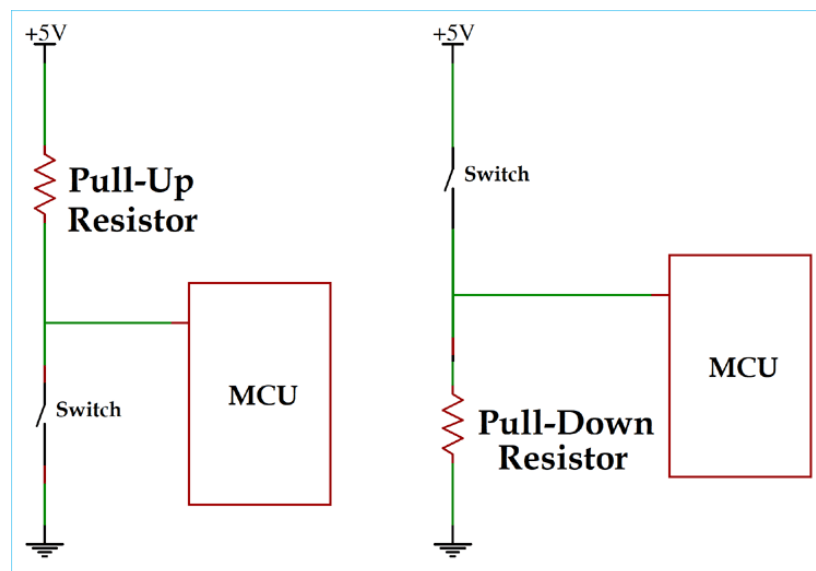 +5V
Pull-Up
Resistor
Switch
MCU
+5V
Switch
MCU
Pull-Down
Resistor